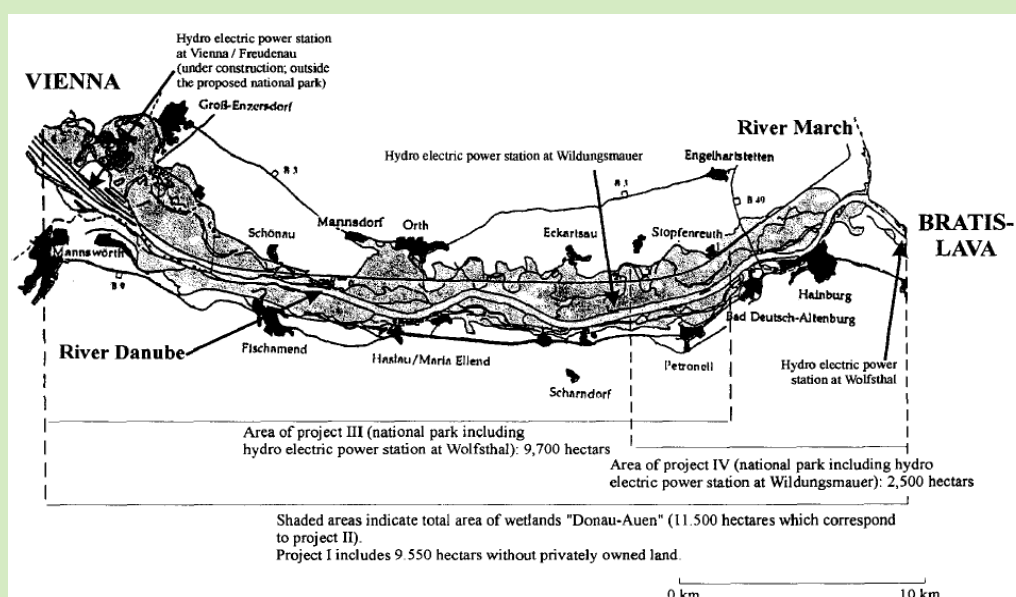 Hydro electric power station
at Vienna / Freudenau
(under construction; outside
the proposed national park)
VIENNA
Groß-Enzersdorf
River March
Hydro electric power station at Wildungsmauer
Engelhartstetten
B 3
B 3
B 49
BRATIS-
LAVA
Schönau
Mannsdorf
Orth
Eckartsau
Stopfenreuth
Mannswörth
B 9
Hainburg
Bad Deutsch-Altenburg
River Danube
Fischamend
Haslau/Maria Ellend
Petronell
Scharndorf
Hydro electric power
station at Wolfsthal
Area of project III (national park including
hydro electric power station at Wolfsthal): 9,700 hectars
Area of project IV (national park including hydro
electric power station at Wildungsmauer): 2,500 hectars
Shaded areas indicate total area of wetlands "Donau-Auen" (11.500 hectares which correspond
to project II).
Project I includes 9.550 hectars without privately owned land.
0 km
10 km